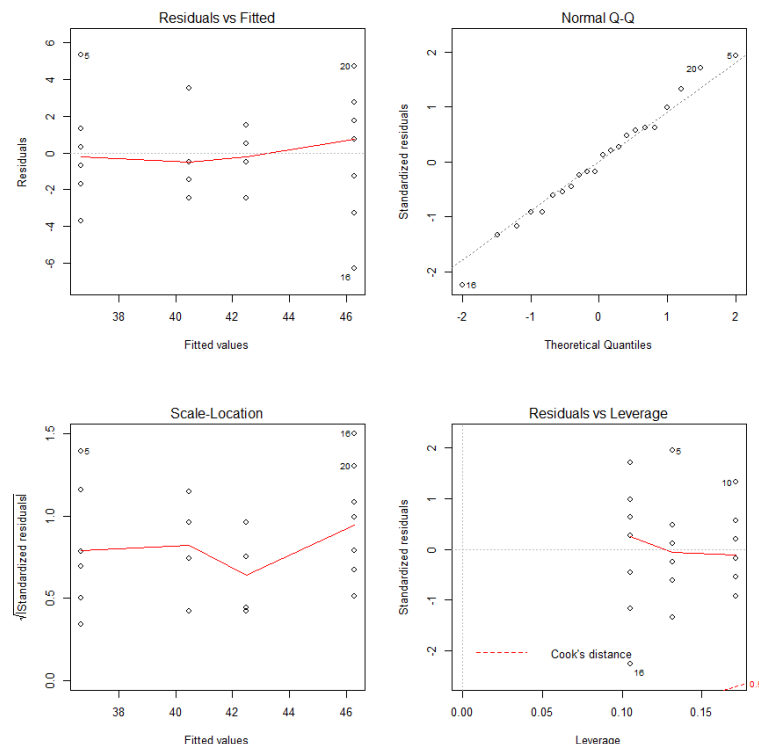 Residuals vs Fitted
6
4
2
0
-2
-4
-6
Residuals
5
20
16
38 40 42 44 46
Fitted values
Normal Q-Q
2
1
0
-1
-2
Standardized residuals
5
20
16
-2 -1 0 1 2
Theoretical Quantiles
Scale-Location
1.5
1.0
0.5
0.0
√|Standardized residuals|
16
5
20
38 40 42 44 46
Fitted values
Residuals vs Leverage
2
1
0
-1
-2
Standardized residuals
5
10
Cook's distance
16
0.00 0.05 0.10 0.15
Leverage